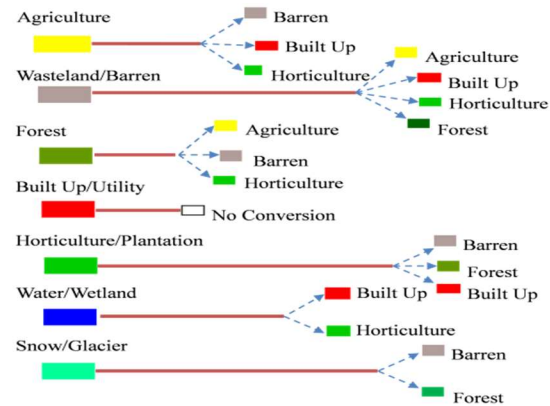 Agriculture
Barren
Built Up
Horticulture
Wasteland/Barren
Agriculture
Built Up
Horticulture
Forest
Forest
Agriculture
Barren
Horticulture
Built Up/Utility
No Conversion
Horticulture/Plantation
Barren
Forest
Built Up
Water/Wetland
Built Up
Horticulture
Snow/Glacier
Barren
Forest